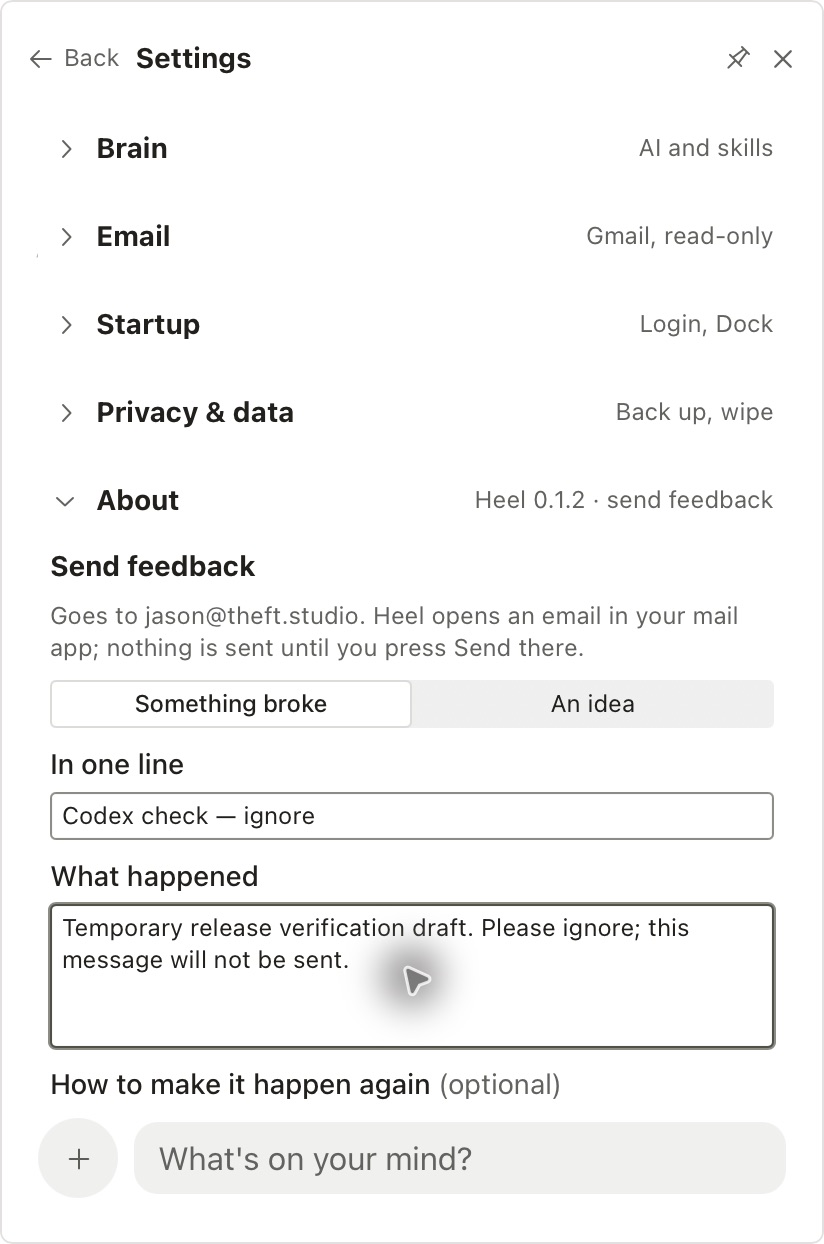 Back Settings
Brain AI and skills
Email Gmail, read-only
Startup Login, Dock
Privacy & data Back up, wipe
About Heel 0.1.2 · send feedback
Send feedback
Goes to jason@theft.studio. Heel opens an email in your mail
app; nothing is sent until you press Send there.
Something broke An idea
In one line
Codex check — ignore
What happened
Temporary release verification draft. Please ignore; this
message will not be sent.
How to make it happen again (optional)
What's on your mind?